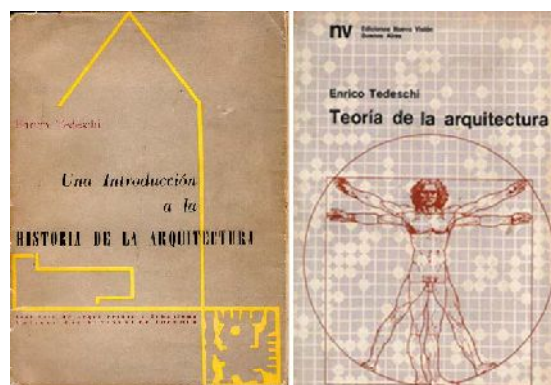 Enrico Tedeschi
Una Introducción
a la
HISTORIA DE LA ARQUITECTURA
nv
Ediciones Nueva Visión
Buenos Aires
Enrico Tedeschi
Teoría de la arquitectura